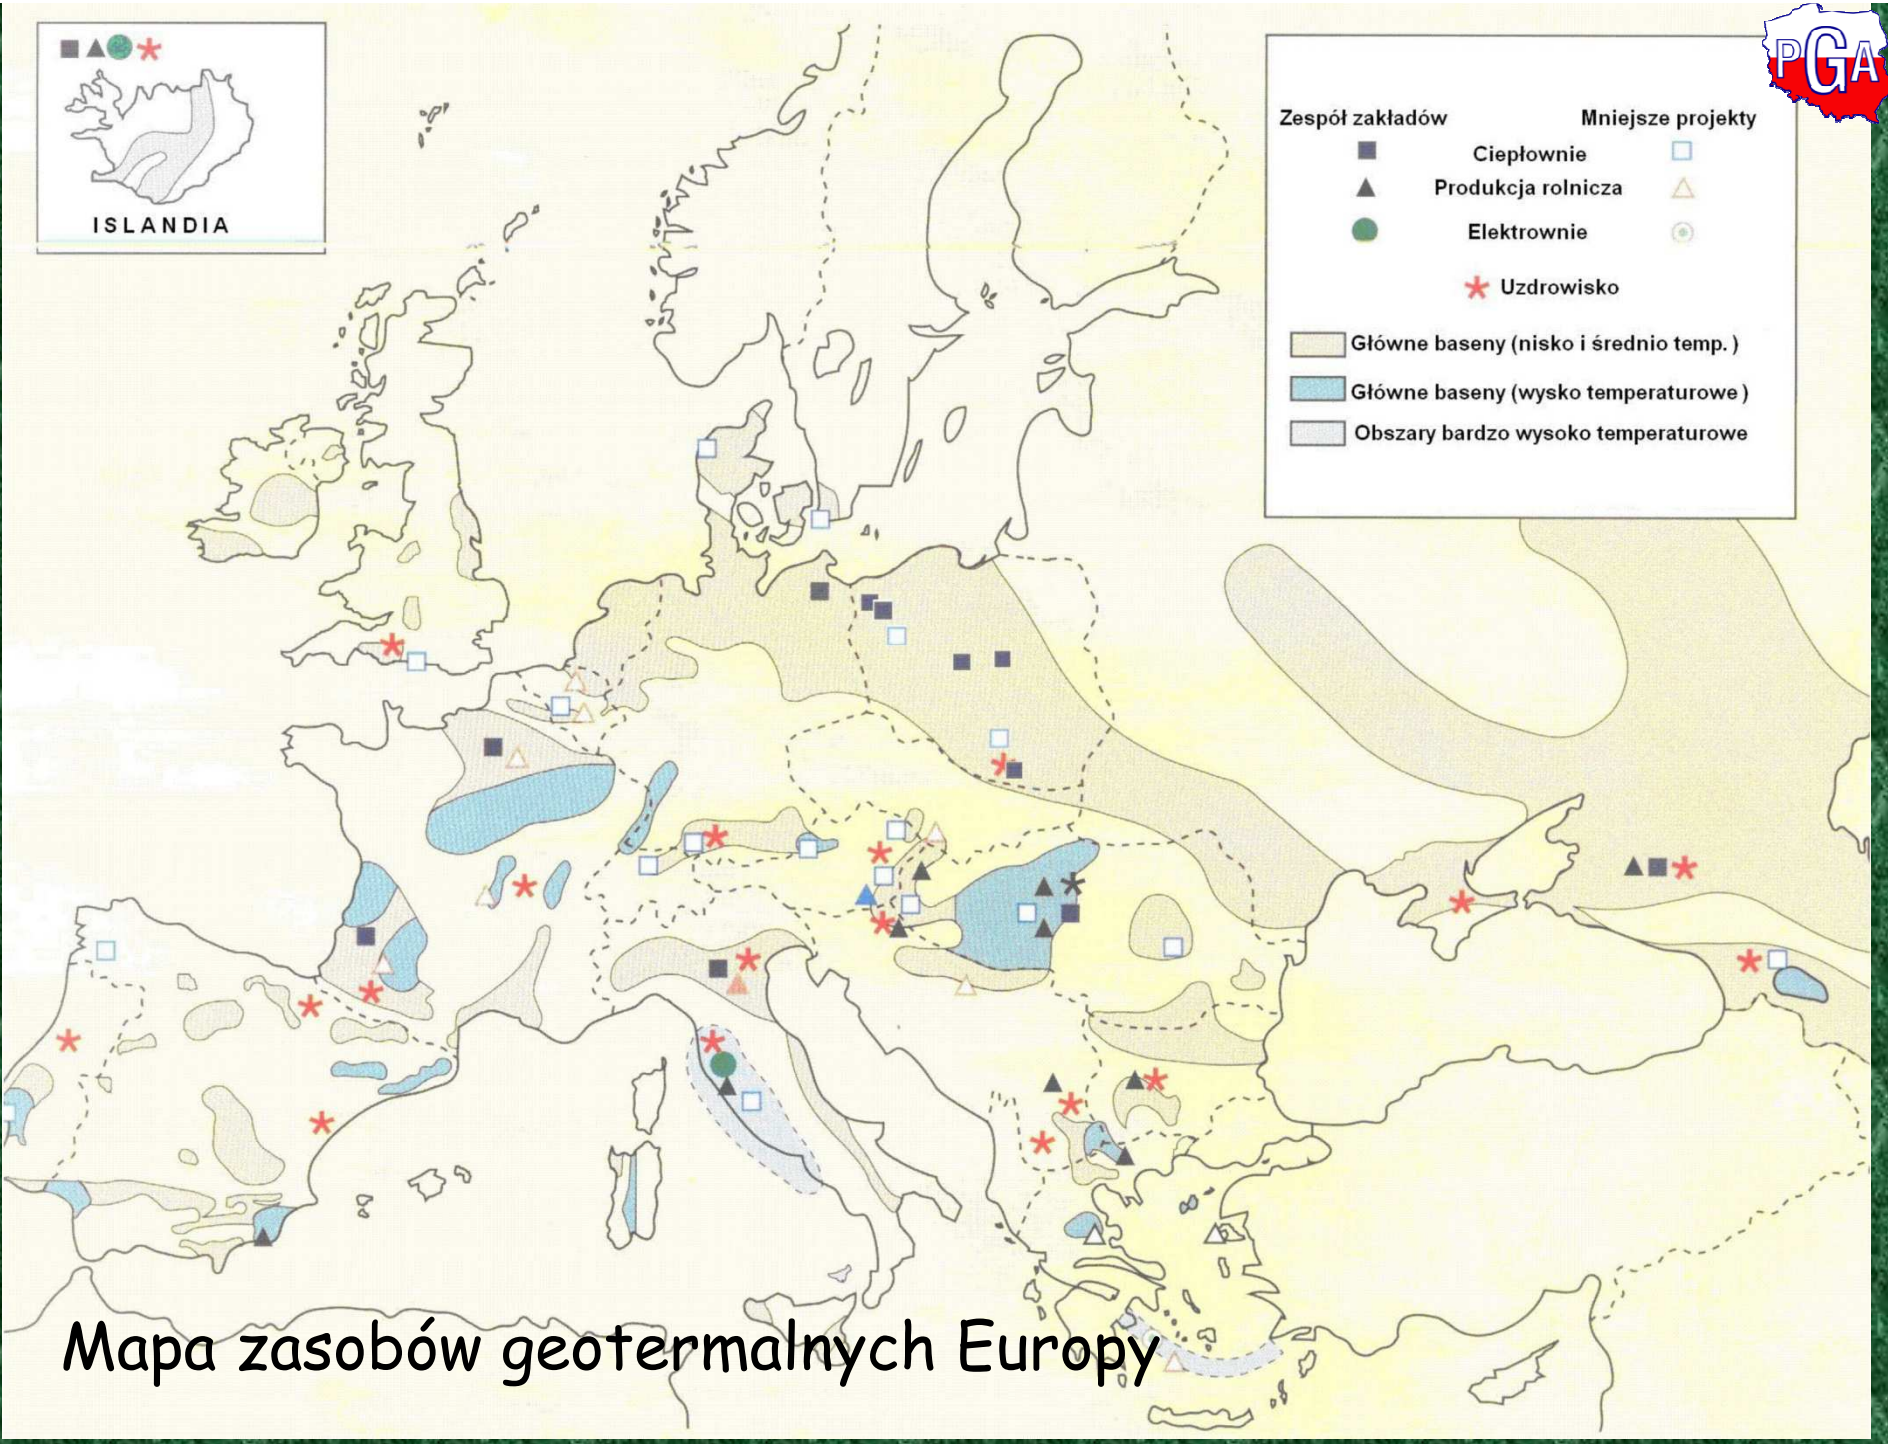 ISLANDIA
PGA
Zespół zakładów
Mniejsze projekty
Ciepłownie
Produkcja rolnicza
Elektrownie
Uzdrowisko
Główne baseny (nisko i średnio temp. )
Główne baseny (wysko temperaturowe )
Obszary bardzo wysoko temperaturowe
Mapa zasobów geotermalnych Europy